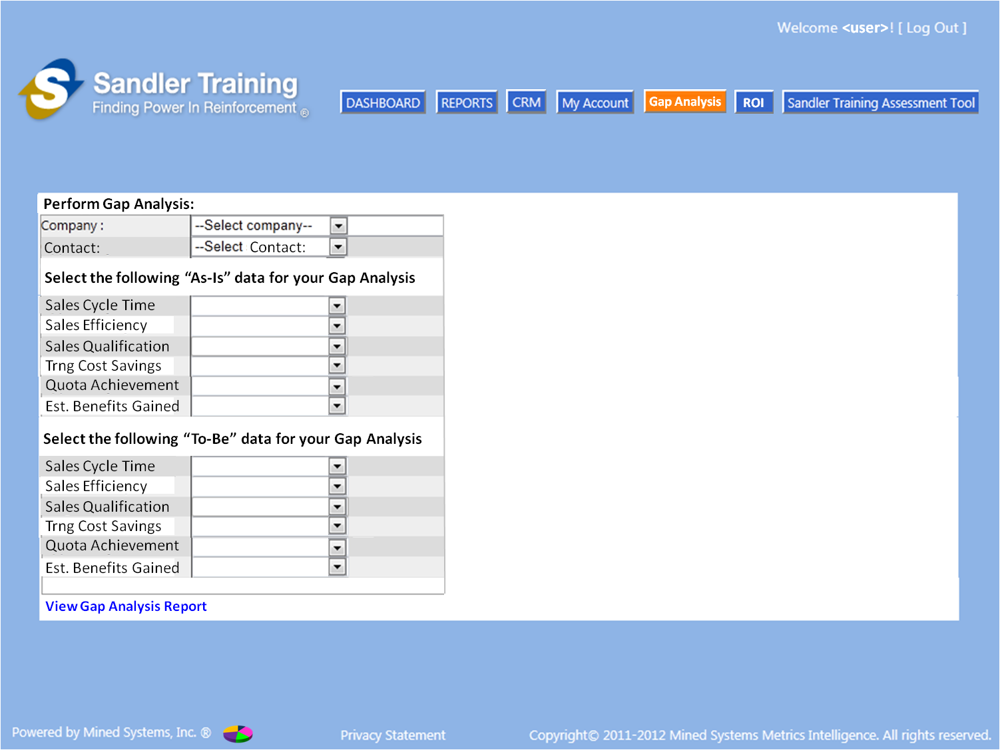 Welcome <user>! [ Log Out ]
S
Sandler Training
Finding Power In Reinforcement ®
DASHBOARD REPORTS CRM My Account Gap Analysis ROI Sandler Training Assessment Tool
Perform Gap Analysis:
Company : --Select company--
Contact: --Select Contact:
Select the following “As-Is” data for your Gap Analysis
Sales Cycle Time
Sales Efficiency
Sales Qualification
Trng Cost Savings
Quota Achievement
Est. Benefits Gained
Select the following “To-Be” data for your Gap Analysis
Sales Cycle Time
Sales Efficiency
Sales Qualification
Trng Cost Savings
Quota Achievement
Est. Benefits Gained
View Gap Analysis Report
Powered by Mined Systems, Inc. ® Privacy Statement Copyright© 2011-2012 Mined Systems Metrics Intelligence. All rights reserved.